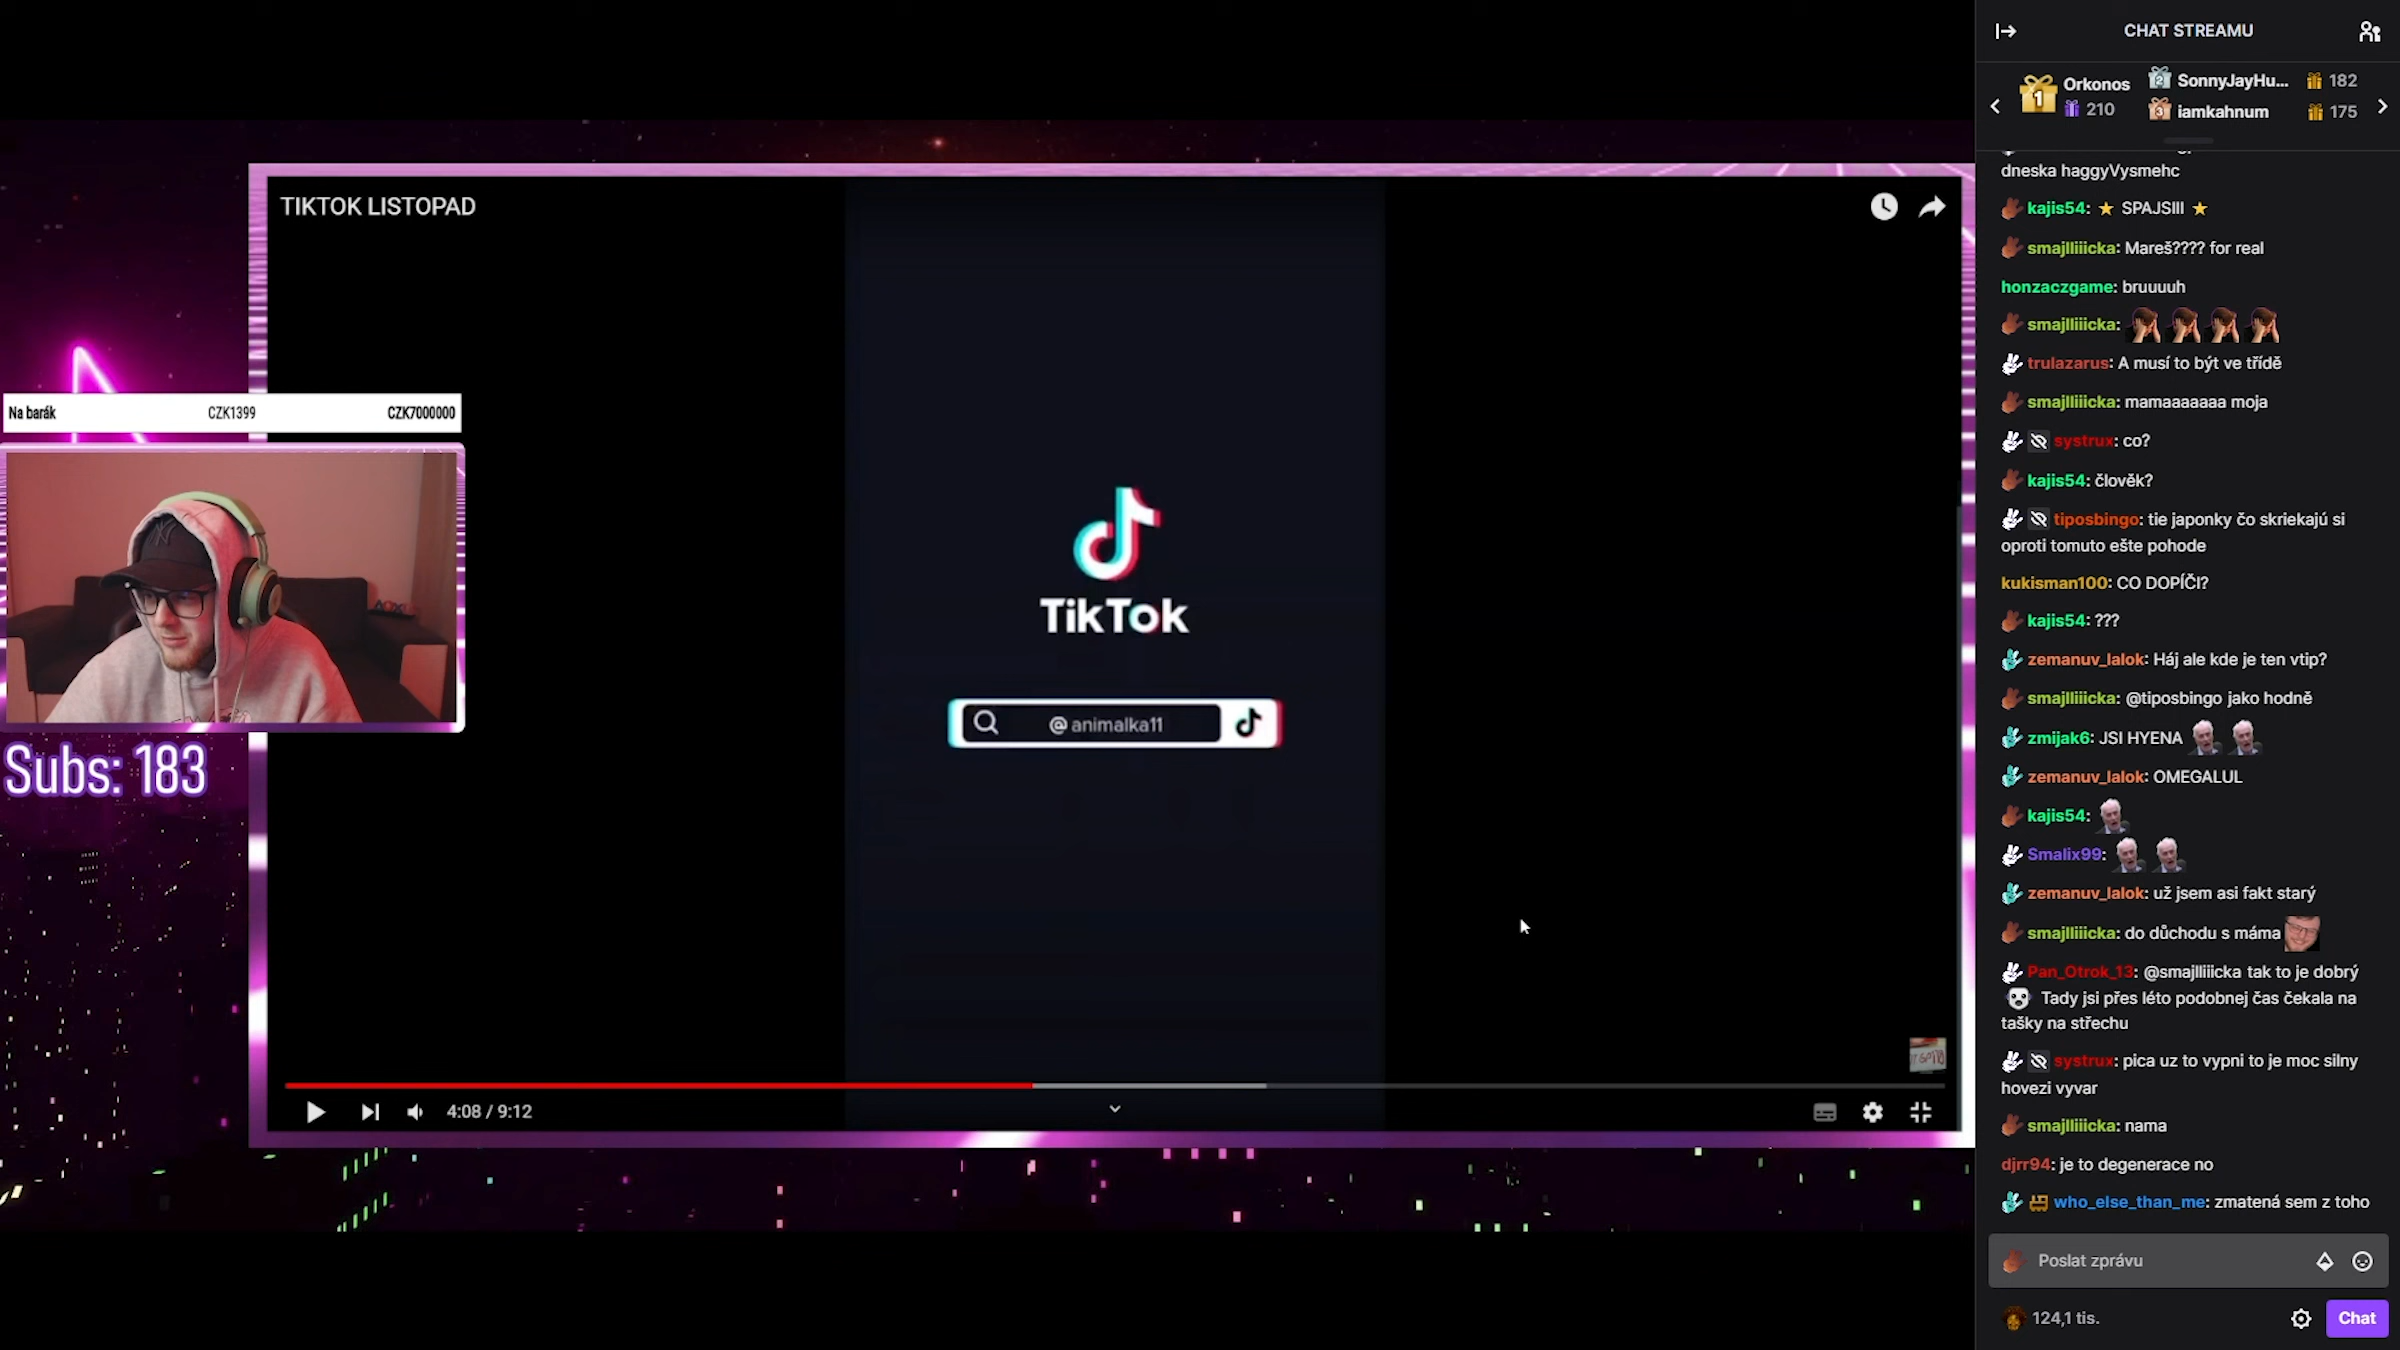 TIKTOK LISTOPAD
Na barák CZK1399 CZK7000000
Subs: 183
TikTok
@animalka11
4:08 / 9:12
CHAT STREAMU
Orkonos
210
SonnyJayHu... 182
iamkahnum 175
dneska haggyVysmehc
kajis54: SPAJSIII
smajlliiicka: Mareš???? for real
honzaczgame: bruuuuh
smajlliiicka:
trulazarus: A musí to být ve třídě
smajlliiicka: mamaaaaaaa moja
systrux: co?
kajis54: člověk?
tiposbingo: tie japonky čo skriekajú si
oproti tomuto ešte pohode
kukisman100: CO DOPÍČI?
kajis54: ???
zemanuv_lalok: Háj ale kde je ten vtip?
smajlliiicka: @tiposbingo jako hodně
zmijak6: JSI HYENA
zemanuv_lalok: OMEGALUL
kajis54:
Smalix99:
zemanuv_lalok: už jsem asi fakt starý
smajlliiicka: do důchodu s máma
Pan_Otrok_13: @smajlliiicka tak to je dobrý
Tady jsi přes léto podobnej čas čekala na
tašky na střechu
systrux: pica uz to vypni to je moc silny
hovezi vyvar
smajlliiicka: nama
djrr94: je to degenerace no
who_else_than_me: zmatená sem z toho
Poslat zprávu
124,1 tis.
Chat